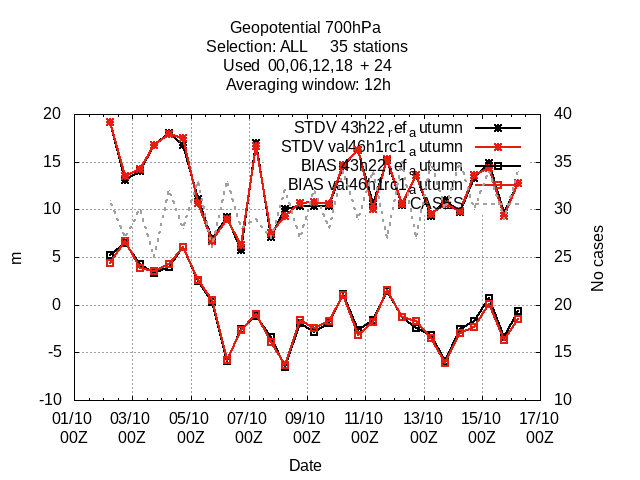 Geopotential 700hPa
Selection: ALL 35 stations
Used 00,06,12,18 + 24
Averaging window: 12h
20 40
STDV 43h22_ref_autumn
STDV val46h1rc1_autumn
15 35
BIAS 43h22_ref_autumn
BIAS val46h1rc1_autumn
CASES
10 30
5 25
m
No cases
0 20
-5 15
-10 10
01/10 03/10 05/10 07/10 09/10 11/10 13/10 15/10 17/10
00Z 00Z 00Z 00Z 00Z 00Z 00Z 00Z 00Z
Date